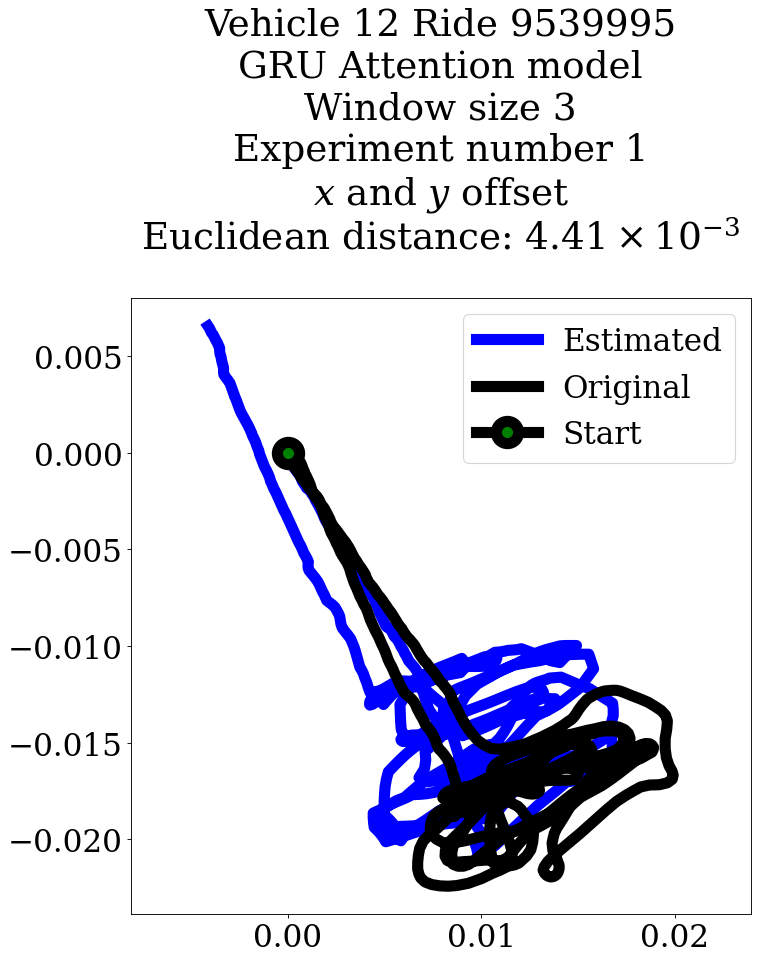 Vehicle 12 Ride 9539995
GRU Attention model
Window size 3
Experiment number 1
x and y offset
Euclidean distance: 4.41 × 10⁻³
Estimated
Original
Start
0.005
0.000
−0.005
−0.010
−0.015
−0.020
0.00 0.01 0.02